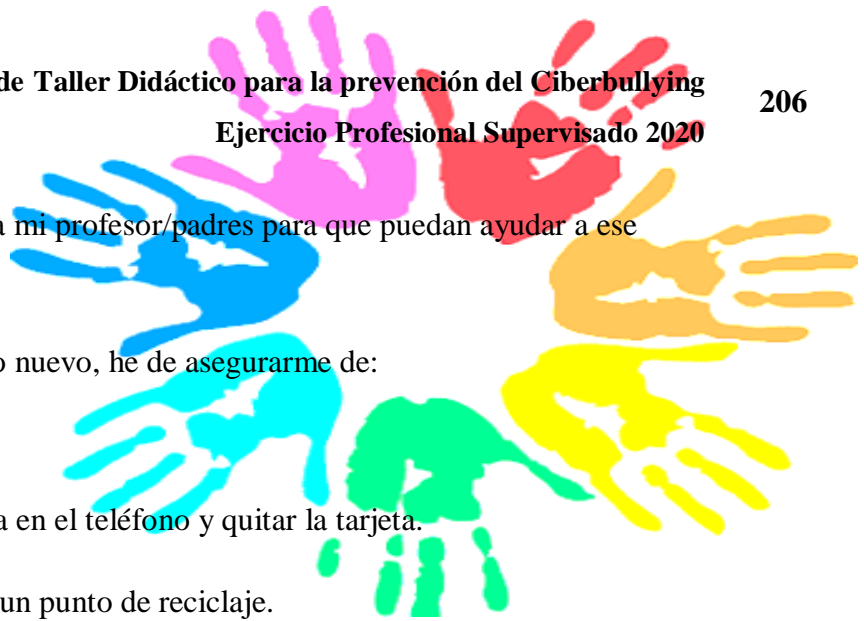 de Taller Didáctico para la prevención del Ciberbullying
206
Ejercicio Profesional Supervisado 2020
a mi profesor/padres para que puedan ayudar a ese
o nuevo, he de asegurarme de:
a en el teléfono y quitar la tarjeta.
un punto de reciclaje.